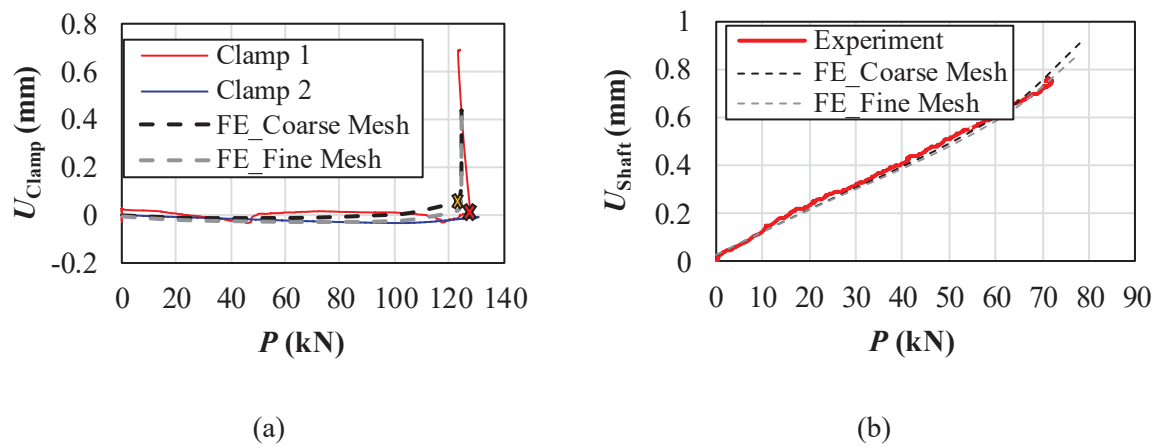 0.8
0.6
0.4
0.2
0
-0.2
U_Clamp (mm)
Clamp 1
Clamp 2
FE_Coarse Mesh
FE_Fine Mesh
0 20 40 60 80 100 120 140
P (kN)
(a)
1
0.8
0.6
0.4
0.2
0
U_Shaft (mm)
Experiment
FE_Coarse Mesh
FE_Fine Mesh
0 10 20 30 40 50 60 70 80 90
P (kN)
(b)